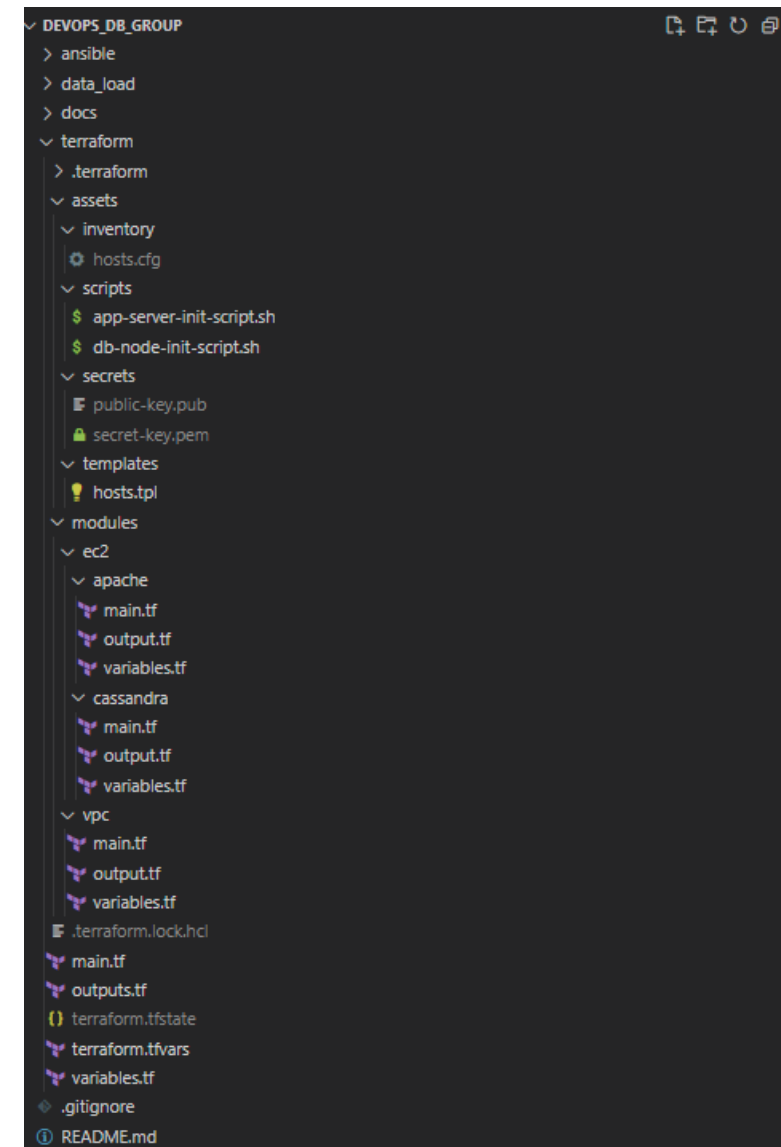 DEVOPS_DB_GROUP
ansible
data_load
docs
terraform
.terraform
assets
inventory
hosts.cfg
scripts
$ app-server-init-script.sh
$ db-node-init-script.sh
secrets
public-key.pub
secret-key.pem
templates
hosts.tpl
modules
ec2
apache
main.tf
output.tf
variables.tf
cassandra
main.tf
output.tf
variables.tf
vpc
main.tf
output.tf
variables.tf
.terraform.lock.hcl
main.tf
outputs.tf
{} terraform.tfstate
terraform.tfvars
variables.tf
.gitignore
README.md